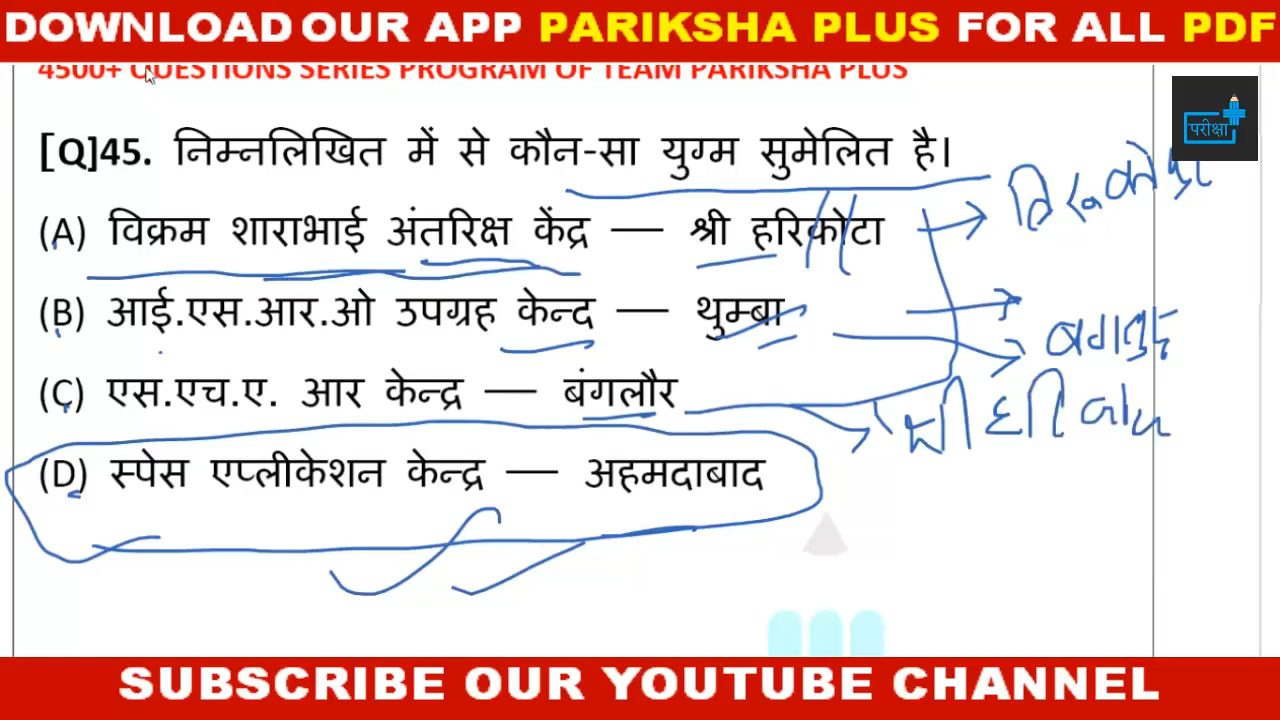 DOWNLOAD OUR APP PARIKSHA PLUS FOR ALL PDF
4500+ QUESTIONS SERIES PROGRAM OF TEAM PARIKSHA PLUS
परीक्षा
[Q]45. निम्नलिखित में से कौन-सा युग्म सुमेलित है।
(A) विक्रम शाराभाई अंतरिक्ष केंद्र — श्री हरिकोटा
(B) आई.एस.आर.ओ उपग्रह केन्द — थुम्बा
(C) एस.एच.ए. आर केन्द्र — बंगलौर
श्री हरि
(D) स्पेस एप्लीकेशन केन्द्र — अहमदाबाद
SUBSCRIBE OUR YOUTUBE CHANNEL